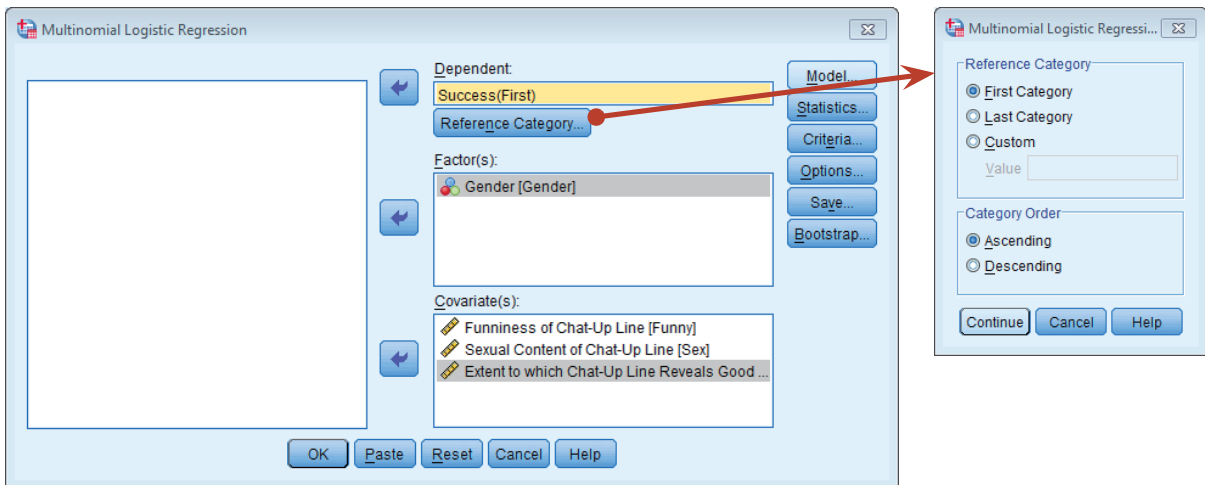 Multinomial Logistic Regression
Dependent:
Success(First)
Reference Category...
Factor(s):
Gender [Gender]
Covariate(s):
Funniness of Chat-Up Line [Funny]
Sexual Content of Chat-Up Line [Sex]
Extent to which Chat-Up Line Reveals Good ...
Model...
Statistics...
Criteria...
Options...
Save...
Bootstrap...
OK
Paste
Reset
Cancel
Help
Multinomial Logistic Regressi...
Reference Category
First Category
Last Category
Custom
Value
Category Order
Ascending
Descending
Continue
Cancel
Help